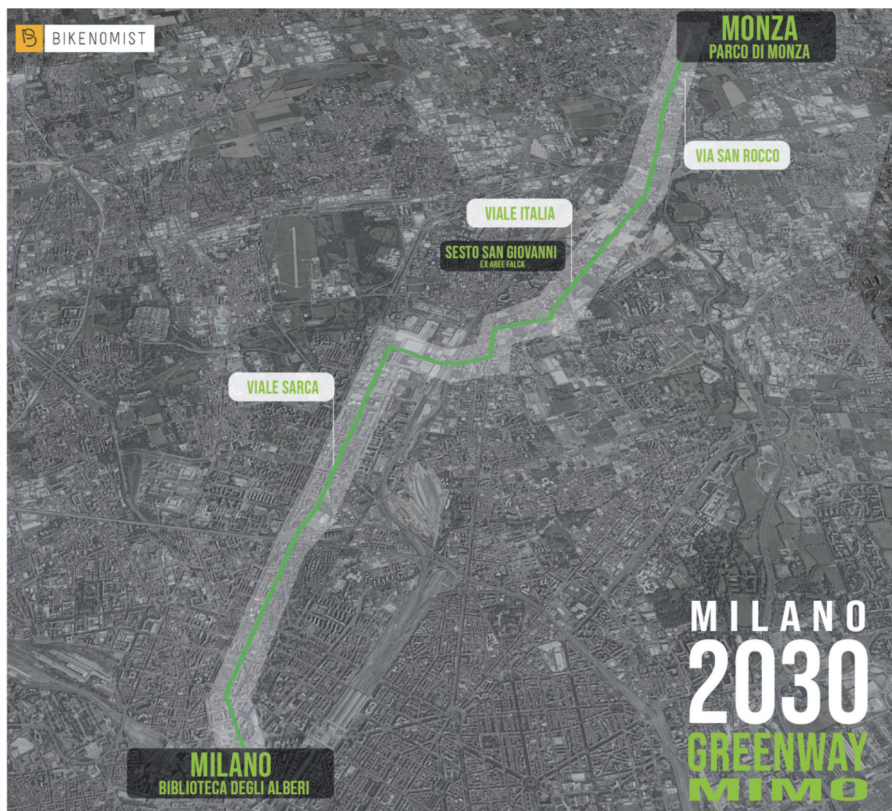 BIKENOMIST
MONZA
PARCO DI MONZA
VIA SAN ROCCO
VIALE ITALIA
SESTO SAN GIOVANNI
EX AREE FALCK
VIALE SARCA
MILANO
2030
GREENWAY
MIMO
MILANO
BIBLIOTECA DEGLI ALBERI